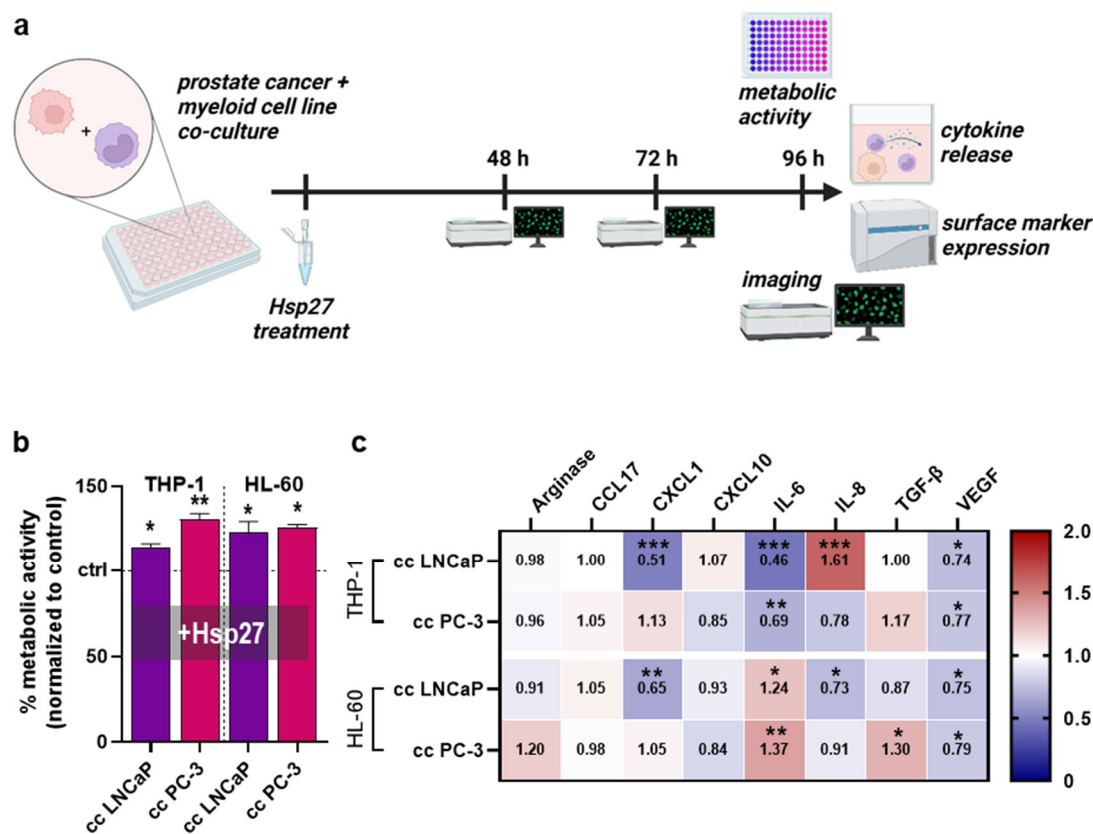 a
prostate cancer +
myeloid cell line
co-culture
+
Hsp27
treatment
48 h
72 h
96 h
metabolic
activity
cytokine
release
surface marker
expression
imaging
b
% metabolic activity
(normalized to control)
150
ctrl
50
0
THP-1
HL-60
*
**
*
*
+Hsp27
cc LNCaP
cc PC-3
cc LNCaP
cc PC-3
c
Arginase
CCL17
CXCL1
CXCL10
IL-6
IL-8
TGF-β
VEGF
THP-1
cc LNCaP
0.98 1.00 *** 0.51 1.07 *** 0.46 *** 1.61 1.00 * 0.74
cc PC-3
0.96 1.05 1.13 0.85 ** 0.69 0.78 1.17 * 0.77
HL-60
cc LNCaP
0.91 1.05 ** 0.65 0.93 * 1.24 * 0.73 0.87 * 0.75
cc PC-3
1.20 0.98 1.05 0.84 ** 1.37 0.91 * 1.30 * 0.79
2.0
1.5
1.0
0.5
0